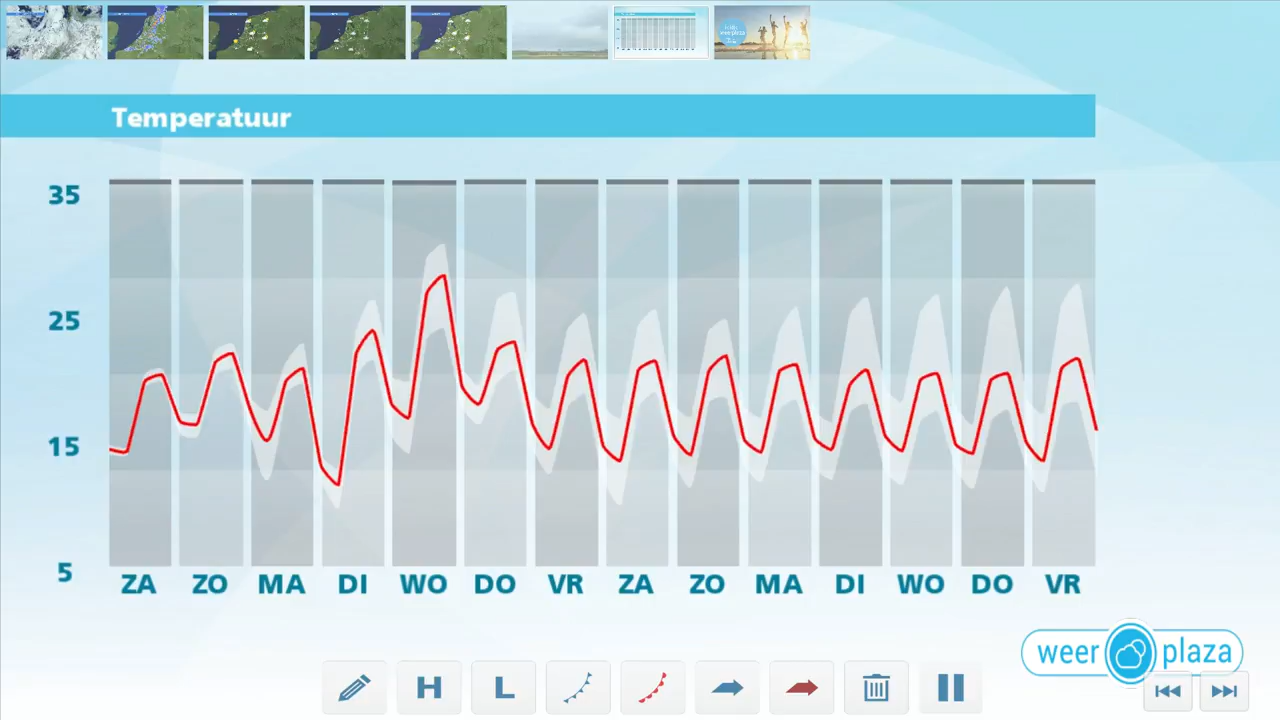 Temperatuur
35
25
15
5
ZA ZO MA DI WO DO VR ZA ZO MA DI WO DO VR
weer plaza
H L